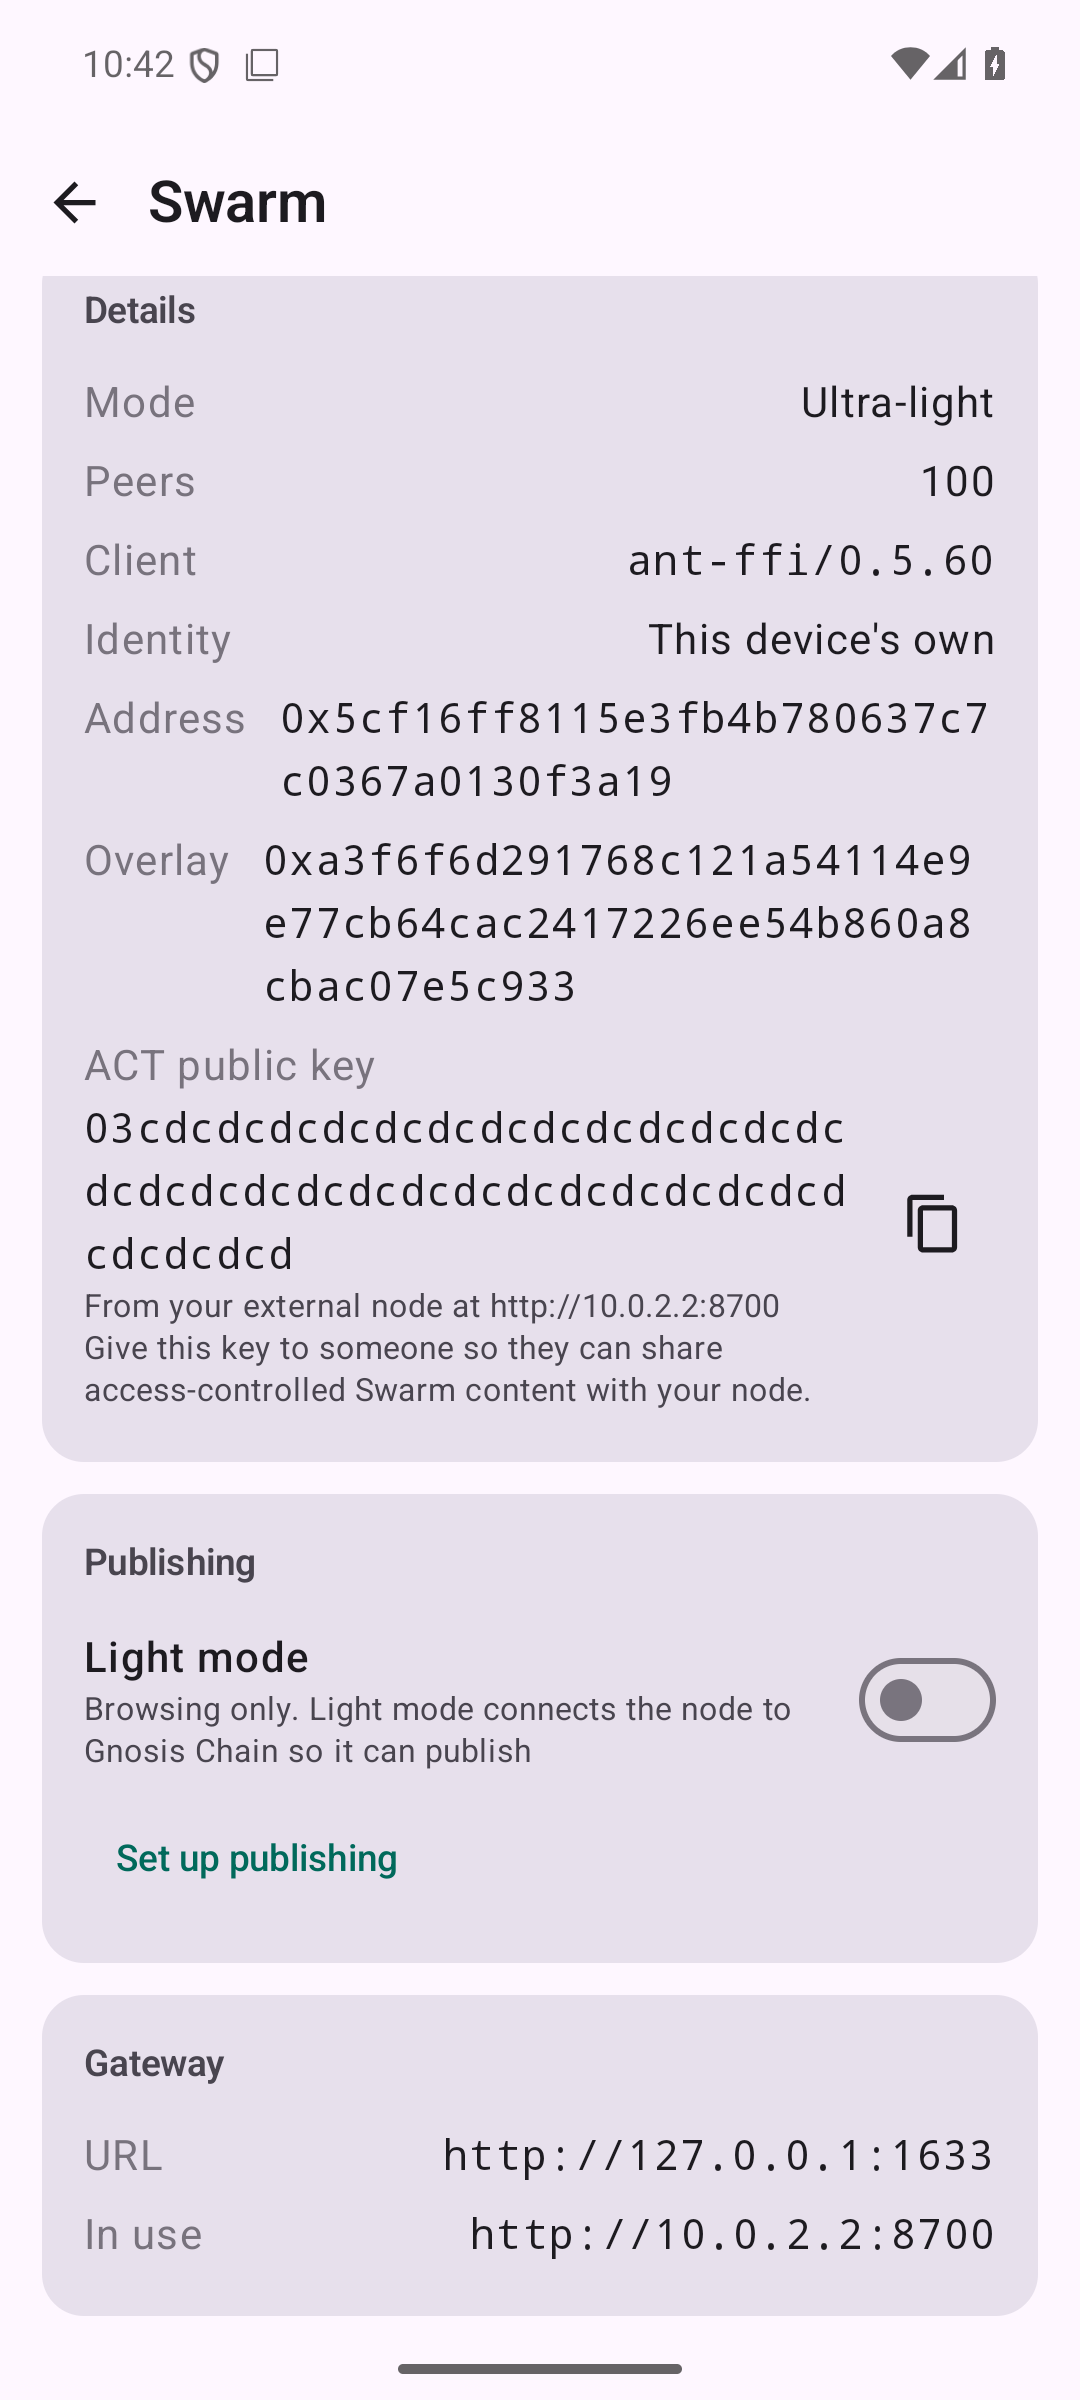 10:42
Swarm
Details
Mode Ultra-light
Peers 100
Client ant-ffi/0.5.60
Identity This device's own
Address 0x5cf16ff8115e3fb4b780637c7
c0367a0130f3a19
Overlay 0xa3f6f6d291768c121a54114e9
e77cb64cac2417226ee54b860a8
cbac07e5c933
ACT public key
03cdcdcdcdcdcdcdcdcdcdcdcdcdc
dcdcdcdcdcdcdcdcdcdcdcdcdcdcd
cdcdcdcd
From your external node at http://10.0.2.2:8700
Give this key to someone so they can share
access-controlled Swarm content with your node.
Publishing
Light mode
Browsing only. Light mode connects the node to
Gnosis Chain so it can publish
Set up publishing
Gateway
URL http://127.0.0.1:1633
In use http://10.0.2.2:8700